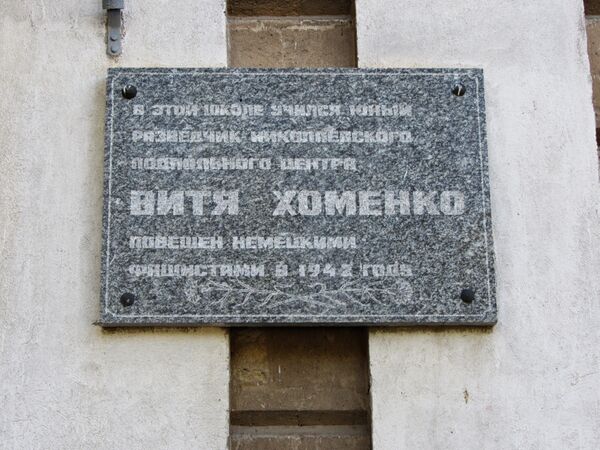 В ЭТОЙ ШКОЛЕ УЧИЛСЯ ЮНЫЙ
РАЗВЕДЧИК НИКОЛАЕВСКОГО
ПОДПОЛЬНОГО ЦЕНТРА
ВИТЯ ХОМЕНКО
ПОВЕШЕН НЕМЕЦКИМИ
ФАШИСТАМИ В 1942 ГОДУ